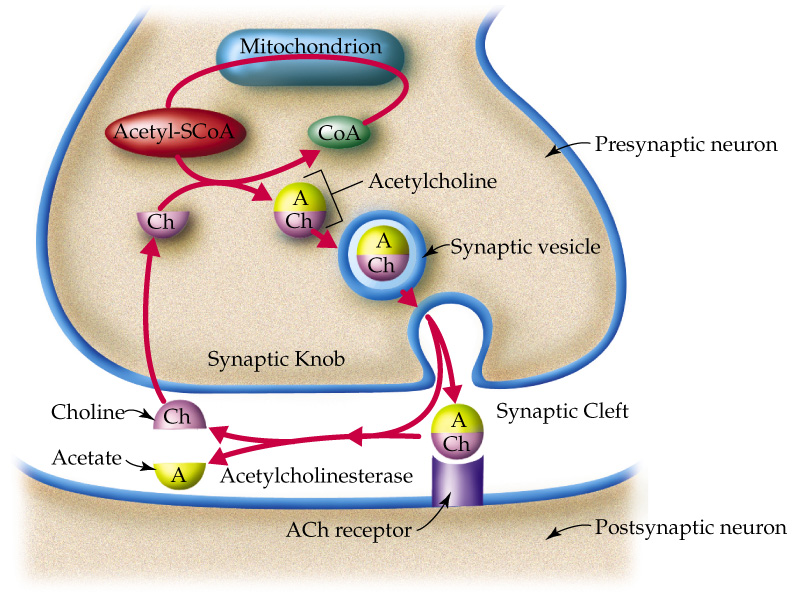 Mitochondrion
Acetyl-SCoA
CoA
Presynaptic neuron
Acetylcholine
A
Ch
Ch
A
Ch
Synaptic vesicle
Synaptic Knob
Choline
Ch
A
Ch
Synaptic Cleft
Acetate
A
Acetylcholinesterase
ACh receptor
Postsynaptic neuron